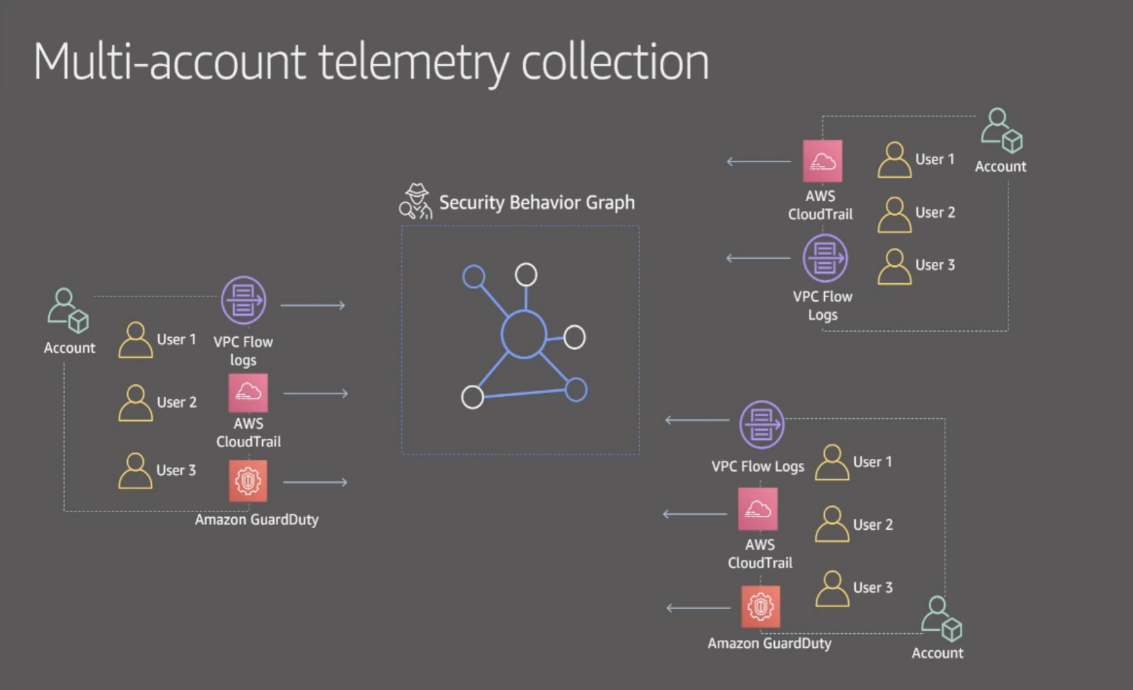 Multi-account telemetry collection
Security Behavior Graph
Account
User 1
User 2
User 3
VPC Flow
logs
AWS
CloudTrail
Amazon GuardDuty
AWS
CloudTrail
VPC Flow
Logs
User 1
User 2
User 3
Account
VPC Flow Logs
AWS
CloudTrail
Amazon GuardDuty
User 1
User 2
User 3
Account